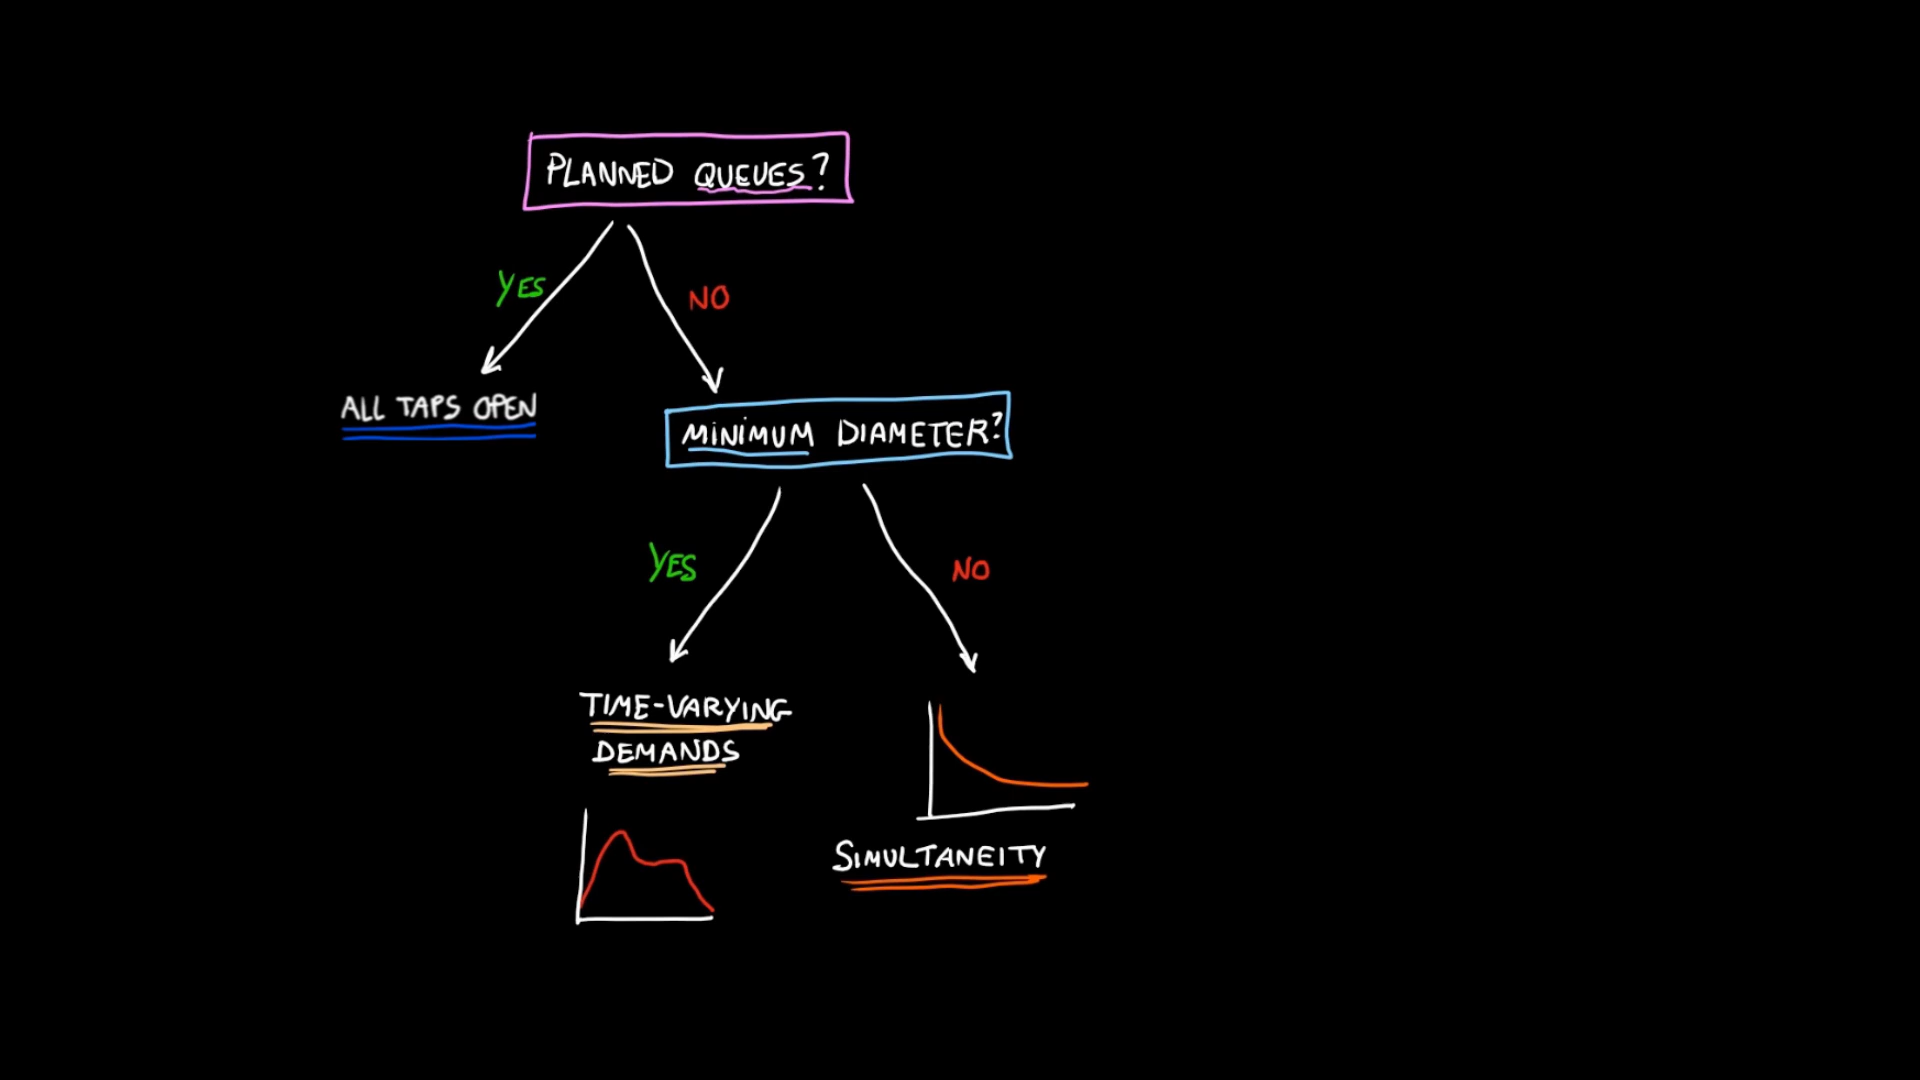 PLANNED QUEUES?
YES
NO
ALL TAPS OPEN
MINIMUM DIAMETER?
YES
NO
TIME-VARYING
DEMANDS
SIMULTANEITY